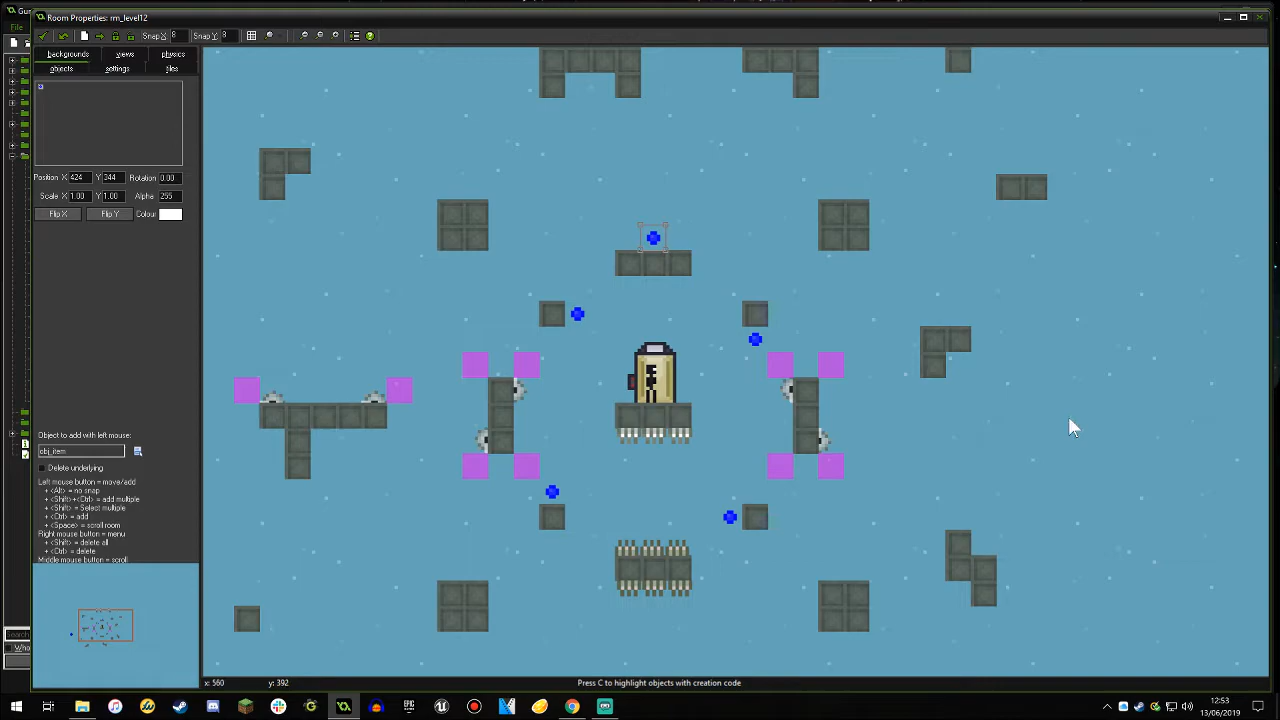 Room Properties: rm_level12
File
Snap X 8 Snap Y 8
backgrounds views physics
objects settings tiles
Position X 424 Y 344 Rotation 0.00
Scale X 1.00 Y 1.00 Alpha 255
Flip X Flip Y Colour
Object to add with left mouse:
obj_item
Delete underlying
Left mouse button = move/add
+ <Alt> = no snap
+ <Shift>+<Ctrl> = add multiple
+ <Shift> = Select multiple
+ <Ctrl> = add
+ <Space> = scroll room
Right mouse button = menu
+ <Shift> = delete all
+ <Ctrl> = delete
Middle mouse button = scroll
x: 560 y: 392 Press C to highlight objects with creation code
12:53
13/06/2019